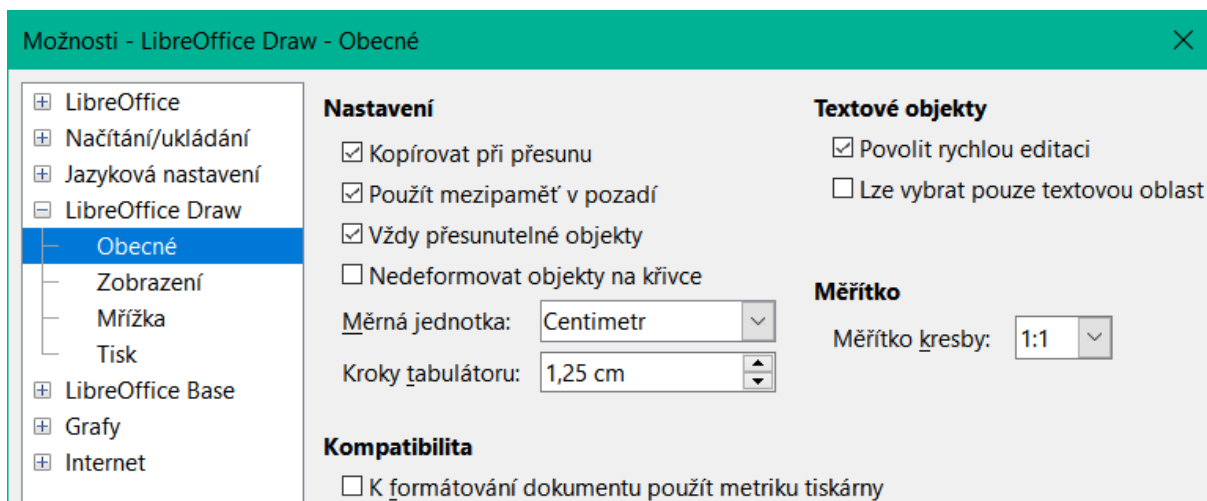 Možnosti - LibreOffice Draw - Obecné
LibreOffice
Načítání/ukládání
Jazyková nastavení
LibreOffice Draw
Obecné
Zobrazení
Mřížka
Tisk
LibreOffice Base
Grafy
Internet
Nastavení
Kopírovat při přesunu
Použít mezipaměť v pozadí
Vždy přesunutelné objekty
Nedeformovat objekty na křivce
Měrná jednotka: Centimetr
Kroky tabulátoru: 1,25 cm
Kompatibilita
K formátování dokumentu použít metriku tiskárny
Textové objekty
Povolit rychlou editaci
Lze vybrat pouze textovou oblast
Měřítko
Měřítko kresby: 1:1